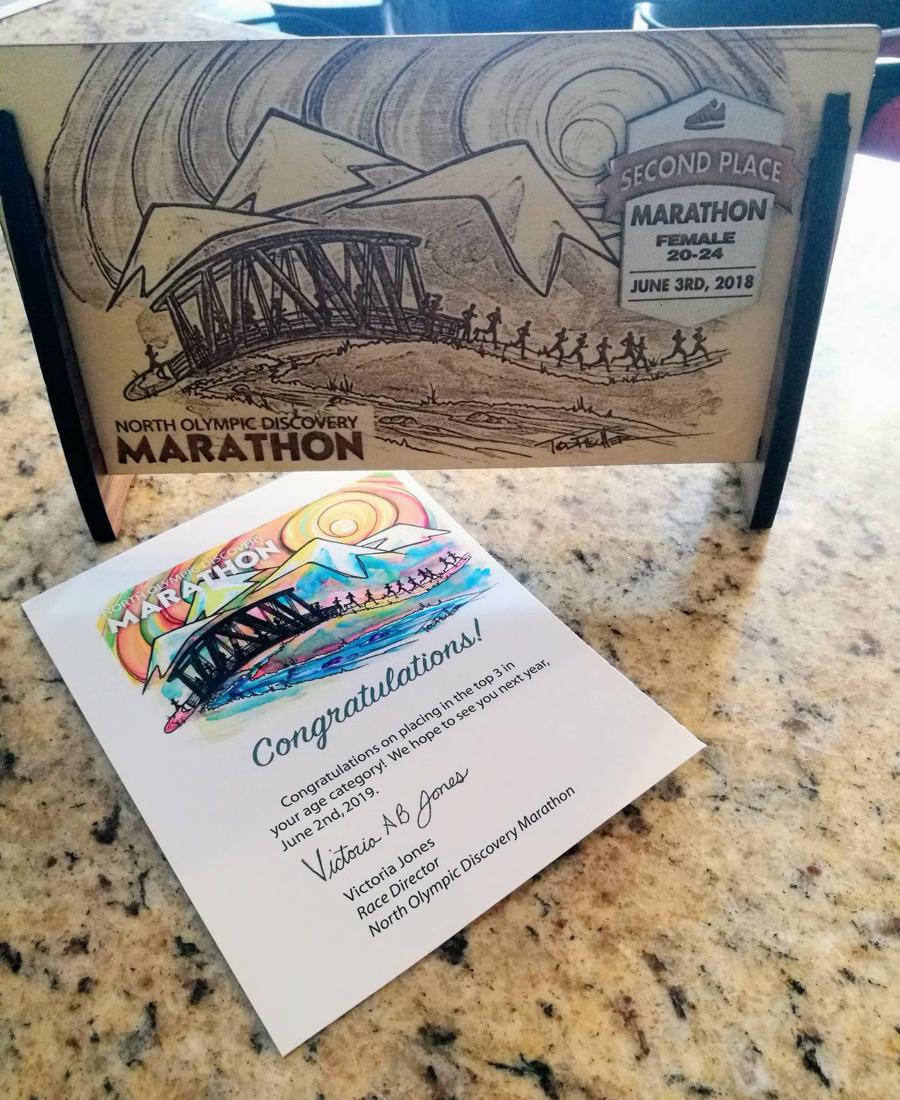 SECOND PLACE
MARATHON
FEMALE
20-24
JUNE 3RD, 2018
NORTH OLYMPIC DISCOVERY
MARATHON
NORTH OLYMPIC DISCOVERY
MARATHON
Congratulations!
Congratulations on placing in the top 3 in
your age category! We hope to see you next year,
June 2nd, 2019.
Victoria AB Jones
Victoria Jones
Race Director
North Olympic Discovery Marathon